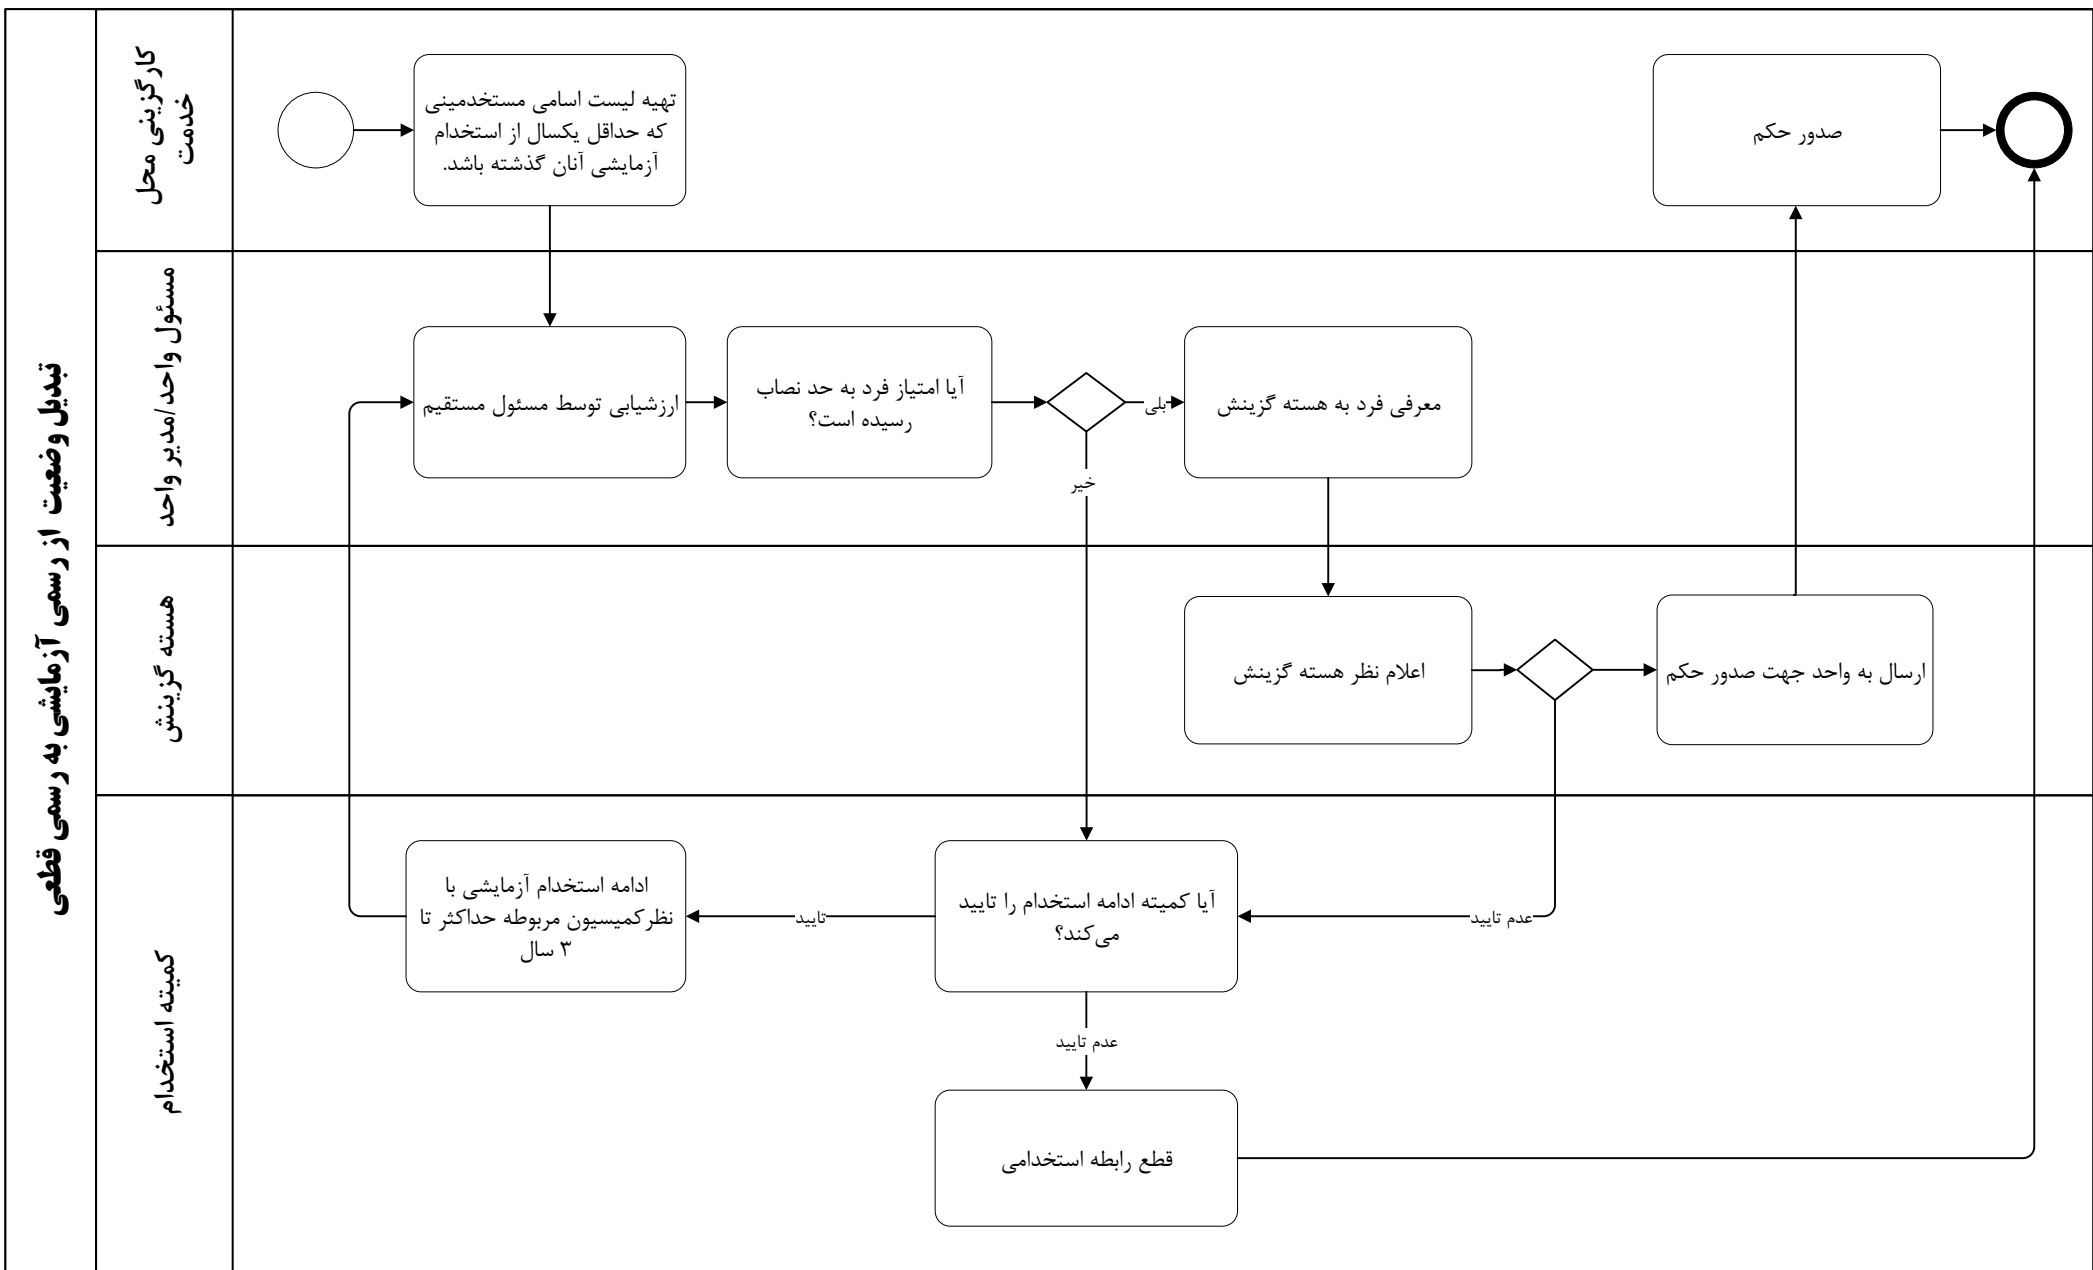 تبدیل وضعیت از رسمی آزمایشی به رسمی قطعی
کارگزینی محل
خدمت
تهیه لیست اسامی مستخدمینی
که حداقل یکسال از استخدام
آزمایشی آنان گذشته باشد.
صدور حکم
مسئول واحد/مدیر واحد
ارزشیابی توسط مسئول مستقیم
آیا امتیاز فرد به حد نصاب
رسیده است؟
بلی
خیر
معرفی فرد به هسته گزینش
هسته گزینش
اعلام نظر هسته گزینش
ارسال به واحد جهت صدور حکم
کمیته استخدام
ادامه استخدام آزمایشی با
نظرکمیسیون مربوطه حداکثر تا
۳ سال
تایید
آیا کمیته ادامه استخدام را تایید
می‌کند؟
عدم تایید
عدم تایید
قطع رابطه استخدامی